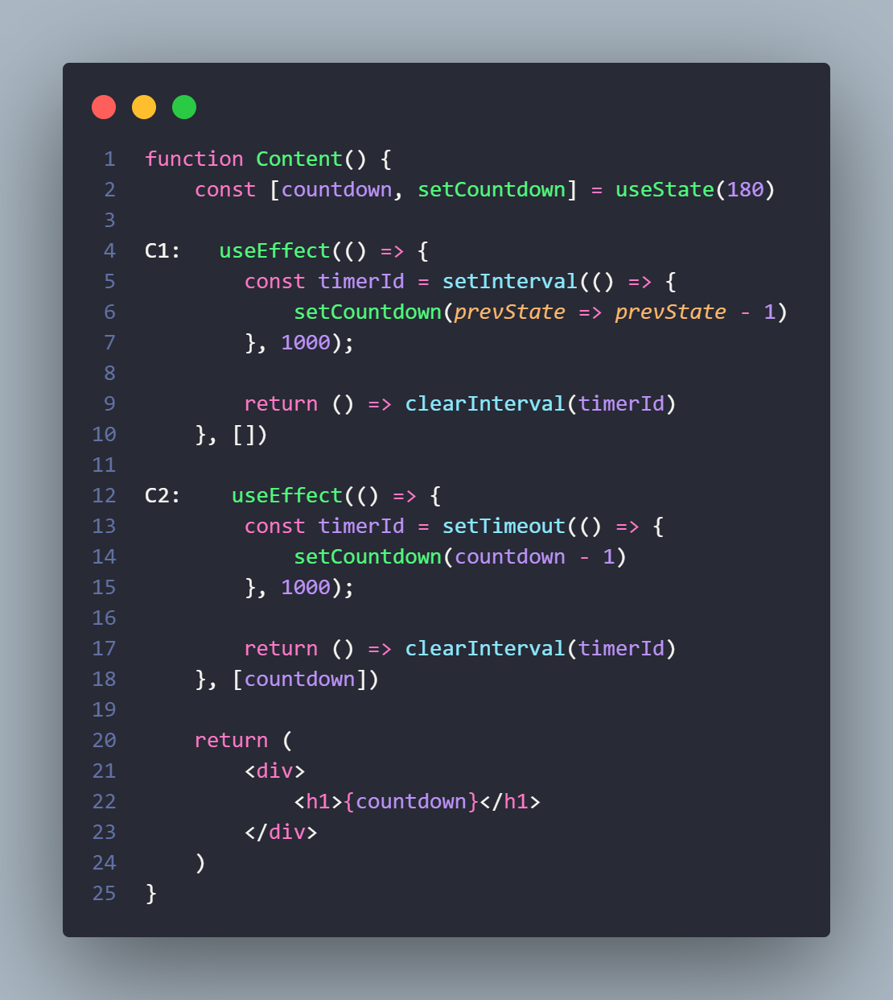 1 function Content() {
2     const [countdown, setCountdown] = useState(180)
3
4 C1:   useEffect(() => {
5         const timerId = setInterval(() => {
6             setCountdown(prevState => prevState - 1)
7         }, 1000);
8
9         return () => clearInterval(timerId)
10     }, [])
11
12 C2:    useEffect(() => {
13         const timerId = setTimeout(() => {
14             setCountdown(countdown - 1)
15         }, 1000);
16
17         return () => clearInterval(timerId)
18     }, [countdown])
19
20     return (
21         <div>
22             <h1>{countdown}</h1>
23         </div>
24     )
25 }